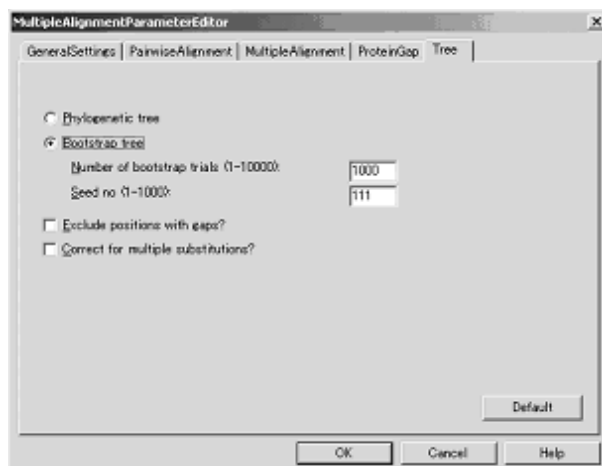 MultipleAlignmentParameterEditor
GeneralSettings PairwiseAlignment MultipleAlignment ProteinGap Tree
Phylogenetic tree
Bootstrap tree
Number of bootstrap trials (1-10000): 1000
Seed no (1-1000): 111
Exclude positions with gaps?
Correct for multiple substitutions?
Default
OK Cancel Help